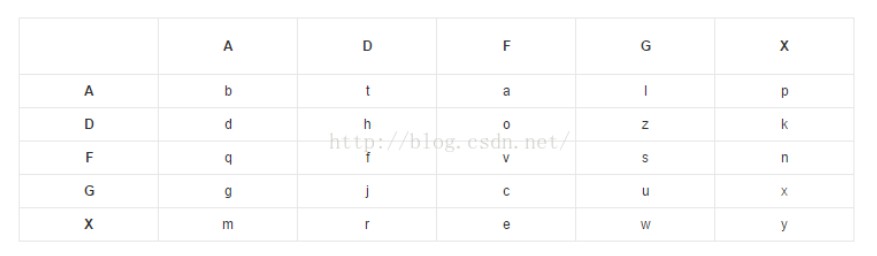 A D F G X
A b t a l p
D d h o z k
http://blog.csdn.net/
F q f v s n
G g j c u x
X m r e w y